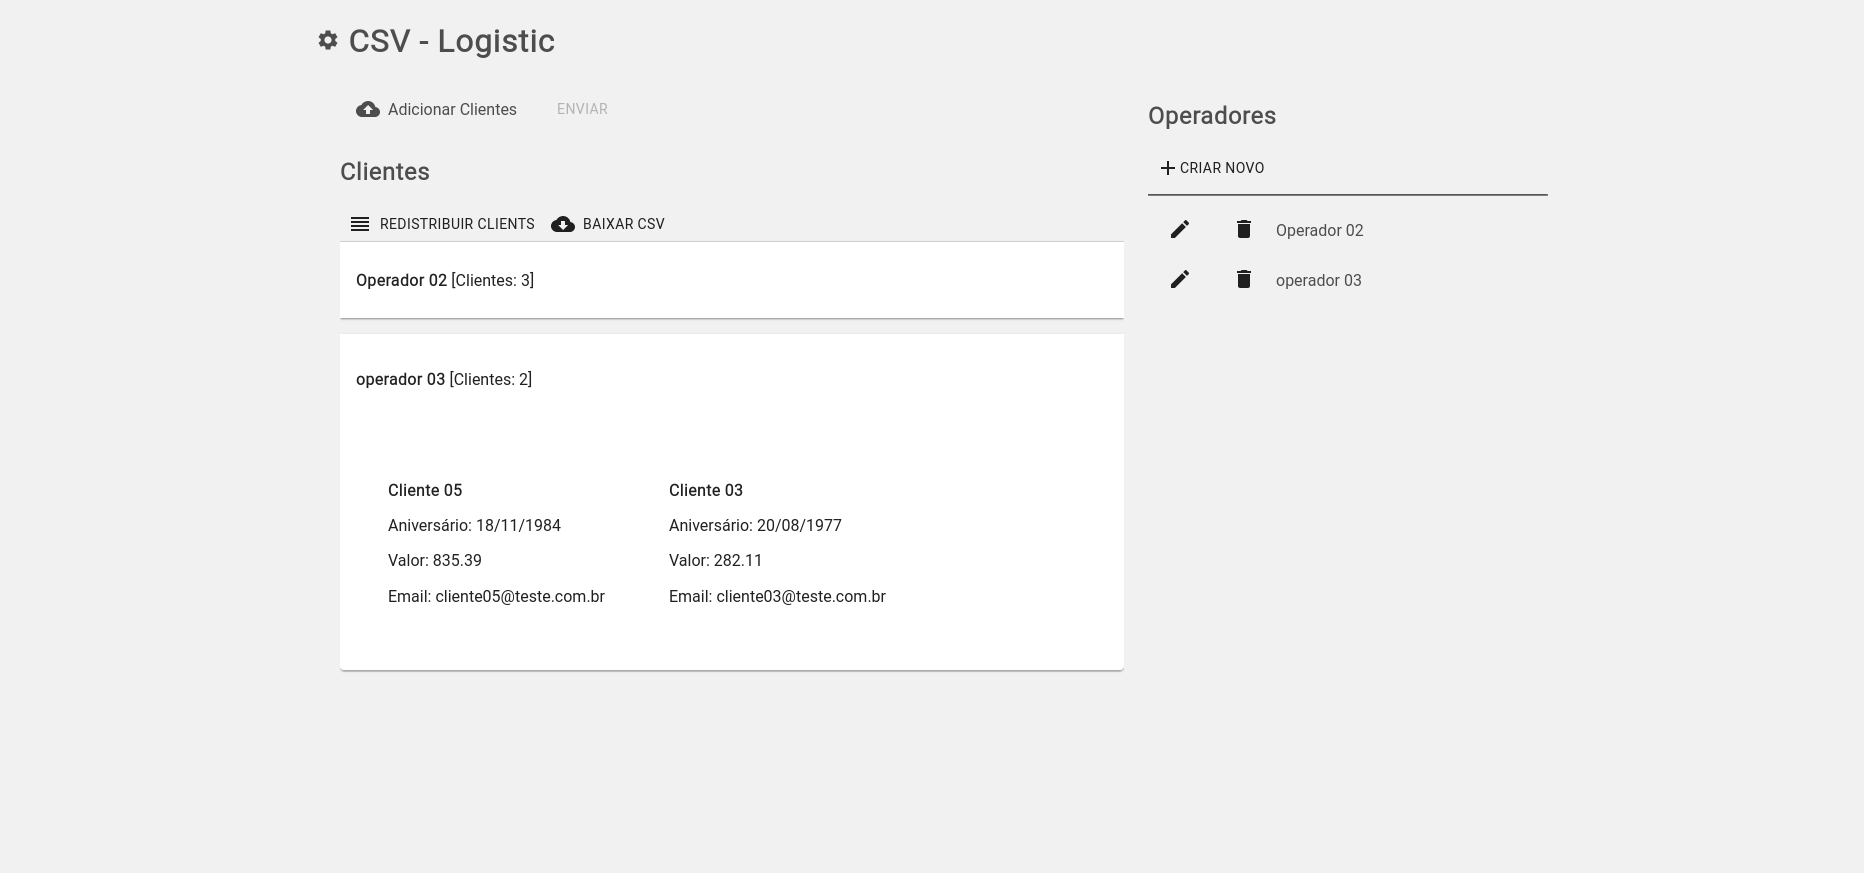 CSV - Logistic
Adicionar Clientes ENVIAR
Clientes
REDISTRIBUIR CLIENTS BAIXAR CSV
Operador 02 [Clientes: 3]
operador 03 [Clientes: 2]
Cliente 05
Aniversário: 18/11/1984
Valor: 835.39
Email: cliente05@teste.com.br
Cliente 03
Aniversário: 20/08/1977
Valor: 282.11
Email: cliente03@teste.com.br
Operadores
CRIAR NOVO
Operador 02
operador 03